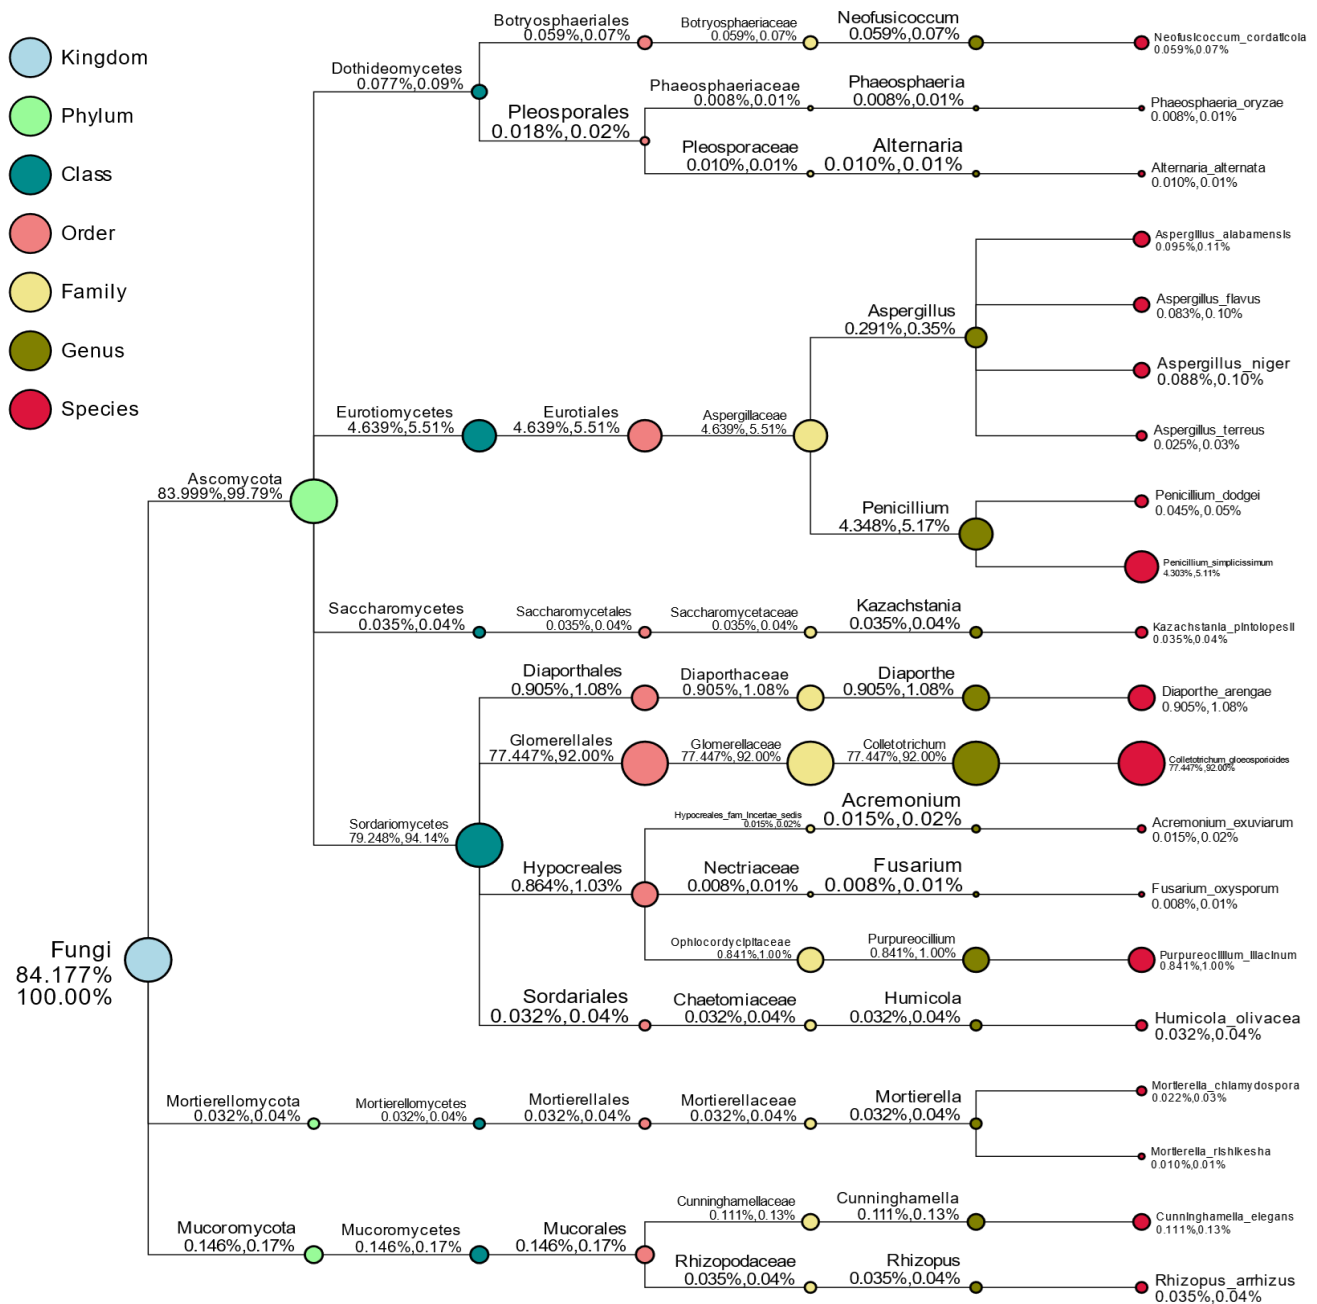 Kingdom
Phylum
Class
Order
Family
Genus
Species
Fungi
84.177%
100.00%
Ascomycota
83.999%,99.79%
Mortierellomycota
0.032%,0.04%
Mucoromycota
0.146%,0.17%
Dothideomycetes
0.077%,0.09%
Eurotiomycetes
4.639%,5.51%
Saccharomycetes
0.035%,0.04%
Sordariomycetes
79.248%,94.14%
Mortierellomycetes
0.032%,0.04%
Mucoromycetes
0.146%,0.17%
Botryosphaeriales
0.059%,0.07%
Pleosporales
0.018%,0.02%
Eurotiales
4.639%,5.51%
Saccharomycetales
0.035%,0.04%
Diaporthales
0.905%,1.08%
Glomerellales
77.447%,92.00%
Hypocreales
0.864%,1.03%
Sordariales
0.032%,0.04%
Mortierellales
0.032%,0.04%
Mucorales
0.146%,0.17%
Botryosphaeriaceae
0.059%,0.07%
Phaeosphaeriaceae
0.008%,0.01%
Pleosporaceae
0.010%,0.01%
Aspergillaceae
4.639%,5.51%
Saccharomycetaceae
0.035%,0.04%
Diaporthaceae
0.905%,1.08%
Glomerellaceae
77.447%,92.00%
Hypocreales_fam_Incertae_sedis
0.015%,0.02%
Nectriaceae
0.008%,0.01%
Ophiocordycipitaceae
0.841%,1.00%
Chaetomiaceae
0.032%,0.04%
Mortierellaceae
0.032%,0.04%
Cunninghamellaceae
0.111%,0.13%
Rhizopodaceae
0.035%,0.04%
Neofusicoccum
0.059%,0.07%
Phaeosphaeria
0.008%,0.01%
Alternaria
0.010%,0.01%
Aspergillus
0.291%,0.35%
Penicillium
4.348%,5.17%
Kazachstania
0.035%,0.04%
Diaporthe
0.905%,1.08%
Colletotrichum
77.447%,92.00%
Acremonium
0.015%,0.02%
Fusarium
0.008%,0.01%
Purpureocillium
0.841%,1.00%
Humicola
0.032%,0.04%
Mortierella
0.032%,0.04%
Cunninghamella
0.111%,0.13%
Rhizopus
0.035%,0.04%
Neofusicoccum_cordaticola
0.059%,0.07%
Phaeosphaeria_oryzae
0.008%,0.01%
Alternaria_alternata
0.010%,0.01%
Aspergillus_alabamensis
0.095%,0.11%
Aspergillus_flavus
0.083%,0.10%
Aspergillus_niger
0.088%,0.10%
Aspergillus_terreus
0.025%,0.03%
Penicillium_dodgei
0.045%,0.05%
Penicillium_simplicissimum
4.303%,5.11%
Kazachstania_pintolopesii
0.035%,0.04%
Diaporthe_arengae
0.905%,1.08%
Colletotrichum_gloeosporioides
77.447%,92.00%
Acremonium_exuviarum
0.015%,0.02%
Fusarium_oxysporum
0.008%,0.01%
Purpureocillium_lilacinum
0.841%,1.00%
Humicola_olivacea
0.032%,0.04%
Mortierella_chlamydospora
0.022%,0.03%
Mortierella_rishikesha
0.010%,0.01%
Cunninghamella_elegans
0.111%,0.13%
Rhizopus_arrhizus
0.035%,0.04%